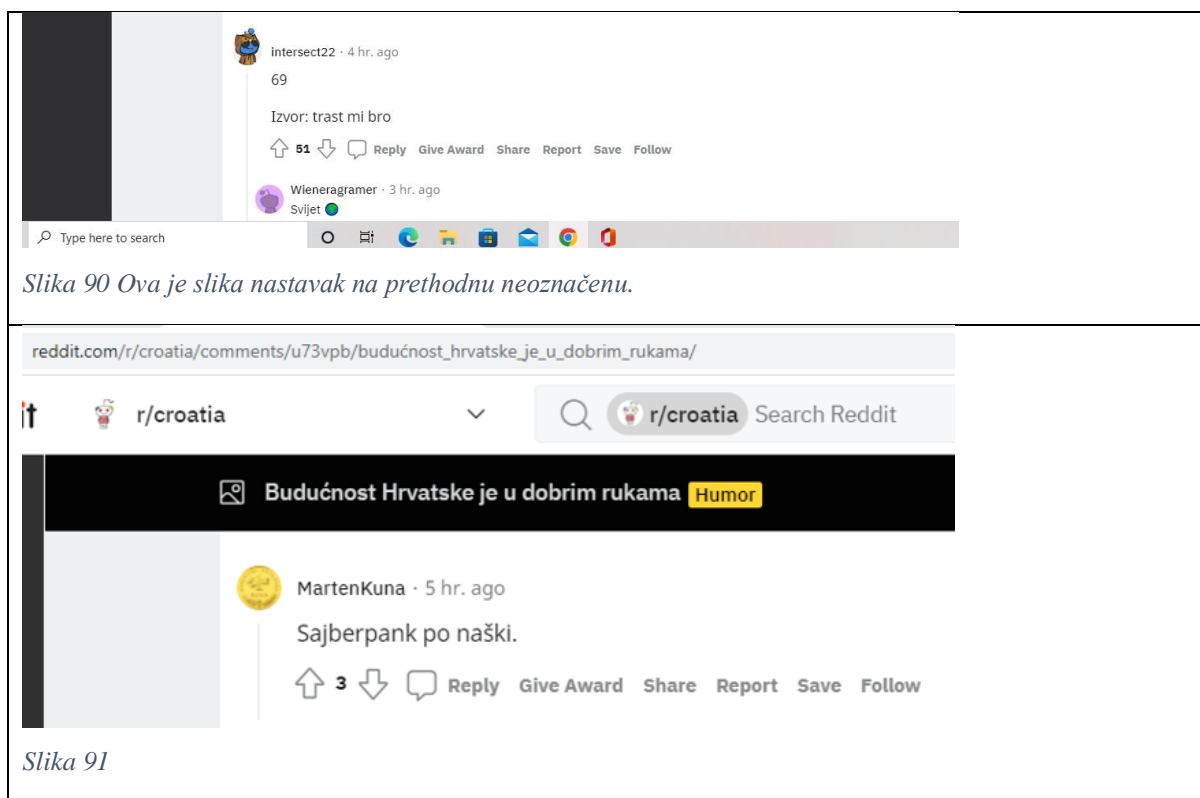 intersect22 · 4 hr. ago
69
Izvor: trast mi bro
51 Reply Give Award Share Report Save Follow
Wieneragramer · 3 hr. ago
Svijet
Type here to search
Slika 90 Ova je slika nastavak na prethodnu neoznačenu.
reddit.com/r/croatia/comments/u73vpb/budućnost_hrvatske_je_u_dobrim_rukama/
it r/croatia r/croatia Search Reddit
Budućnost Hrvatske je u dobrim rukama Humor
MartenKuna · 5 hr. ago
Sajberpank po naški.
3 Reply Give Award Share Report Save Follow
Slika 91